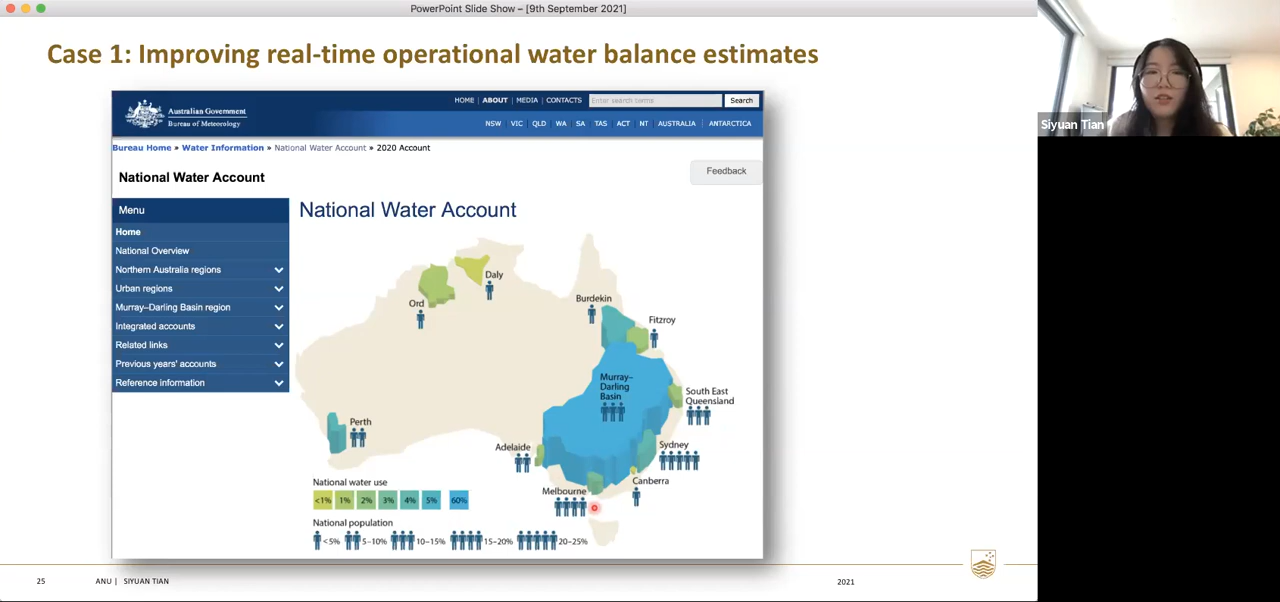 PowerPoint Slide Show – [9th September 2021]
Case 1: Improving real-time operational water balance estimates
Siyuan Tian
HOME | ABOUT | MEDIA | CONTACTS
Enter search terms
Search
Australian Government
Bureau of Meteorology
NSW | VIC | QLD | WA | SA | TAS | ACT | NT | AUSTRALIA | ANTARCTICA
Bureau Home » Water Information » National Water Account » 2020 Account
National Water Account
Feedback
Menu
Home
National Overview
Northern Australia regions
Urban regions
Murray–Darling Basin region
Integrated accounts
Related links
Previous years' accounts
Reference information
National Water Account
Daly
Ord
Burdekin
Fitzroy
Murray–
Darling
Basin
South East
Queensland
Perth
Adelaide
Sydney
Canberra
Melbourne
National water use
<1% 1% 2% 3% 4% 5% 60%
National population
<5% 5–10% 10–15% 15–20% 20–25%
25 ANU | SIYUAN TIAN 2021